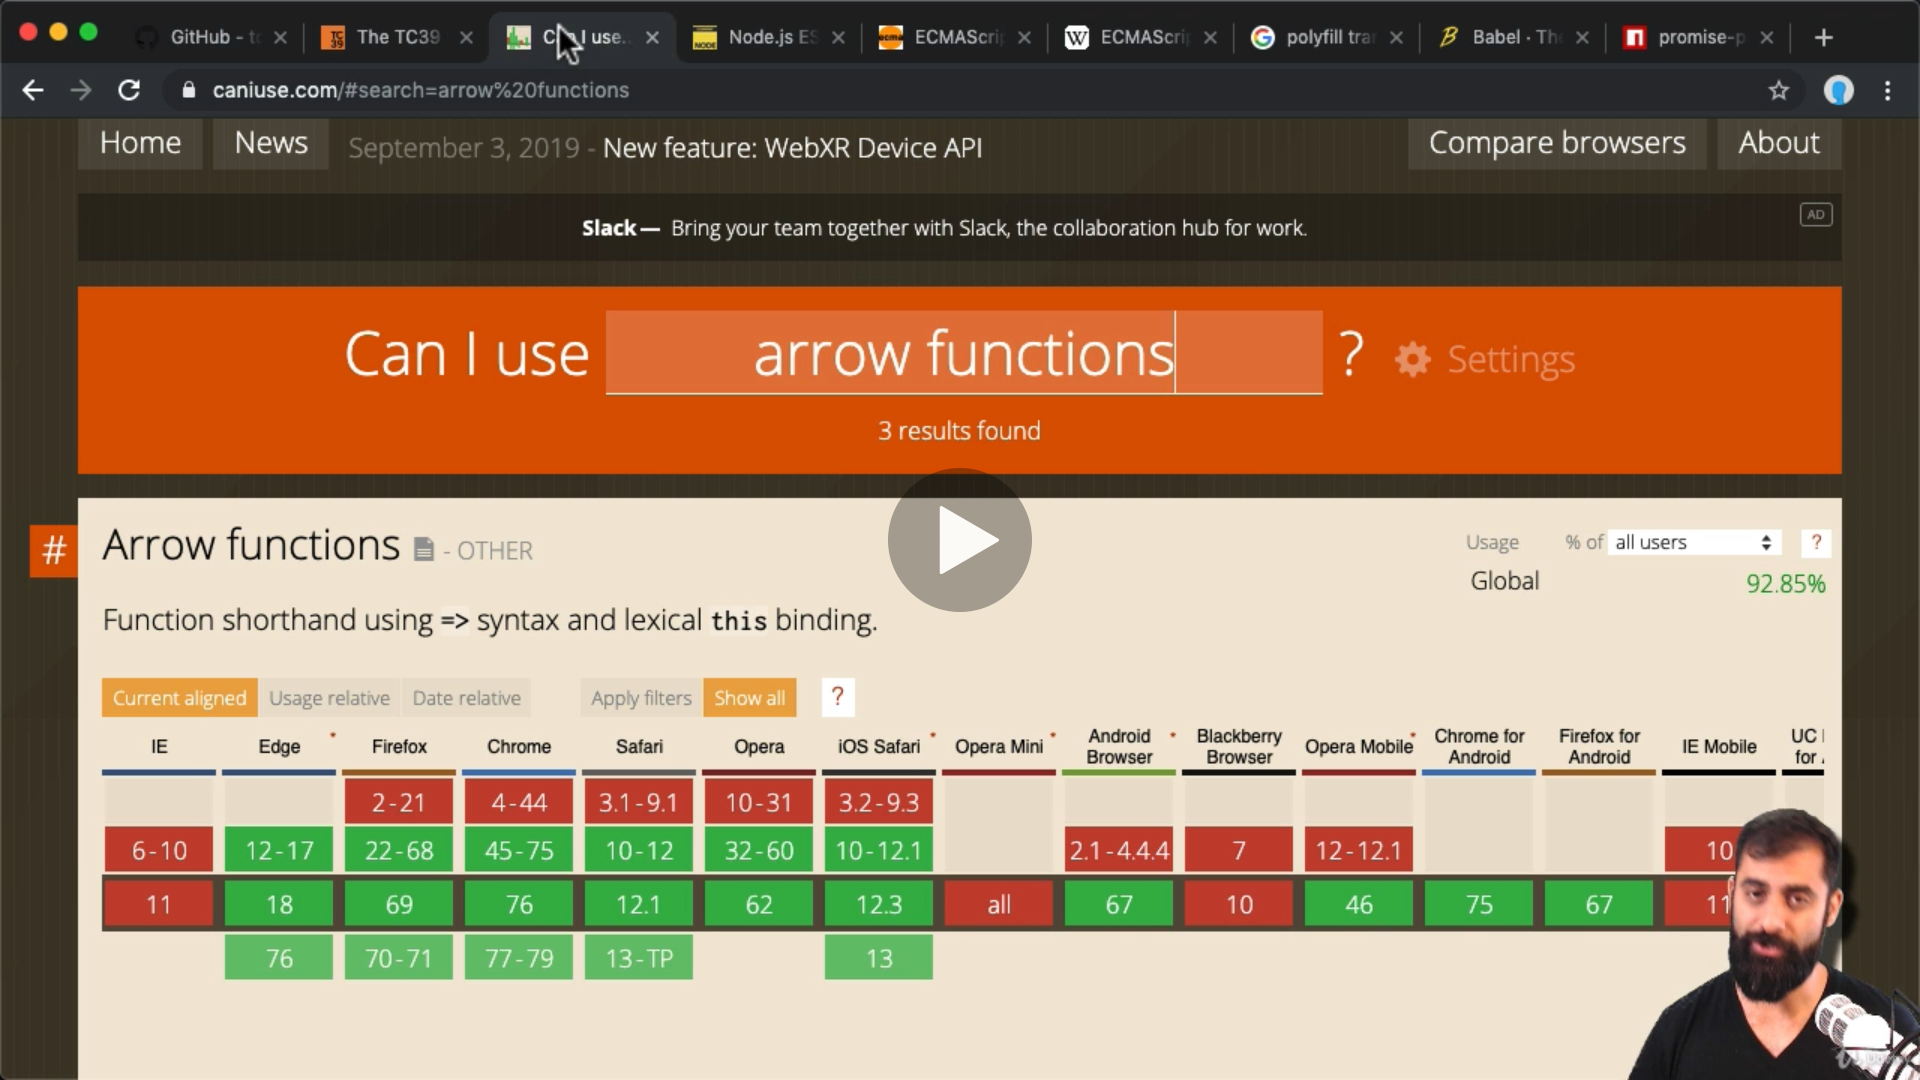 GitHub - tc
The TC39
Can I use..
Node.js ES
ECMAScrip
ECMAScrip
polyfill tra
Babel · The
promise-p
caniuse.com/#search=arrow%20functions
Home
News
September 3, 2019 - New feature: WebXR Device API
Compare browsers
About
Slack — Bring your team together with Slack, the collaboration hub for work.
AD
Can I use arrow functions ? Settings
3 results found
# Arrow functions - OTHER
Usage % of all users ?
Global 92.85%
Function shorthand using => syntax and lexical this binding.
Current aligned Usage relative Date relative Apply filters Show all ?
IE Edge * Firefox Chrome Safari Opera iOS Safari * Opera Mini * Android Browser * Blackberry Browser Opera Mobile * Chrome for Android Firefox for Android IE Mobile UC for
2-21 4-44 3.1-9.1 10-31 3.2-9.3
6-10 12-17 22-68 45-75 10-12 32-60 10-12.1 2.1-4.4.4 7 12-12.1 10
11 18 69 76 12.1 62 12.3 all 67 10 46 75 67 11
76 70-71 77-79 13-TP 13